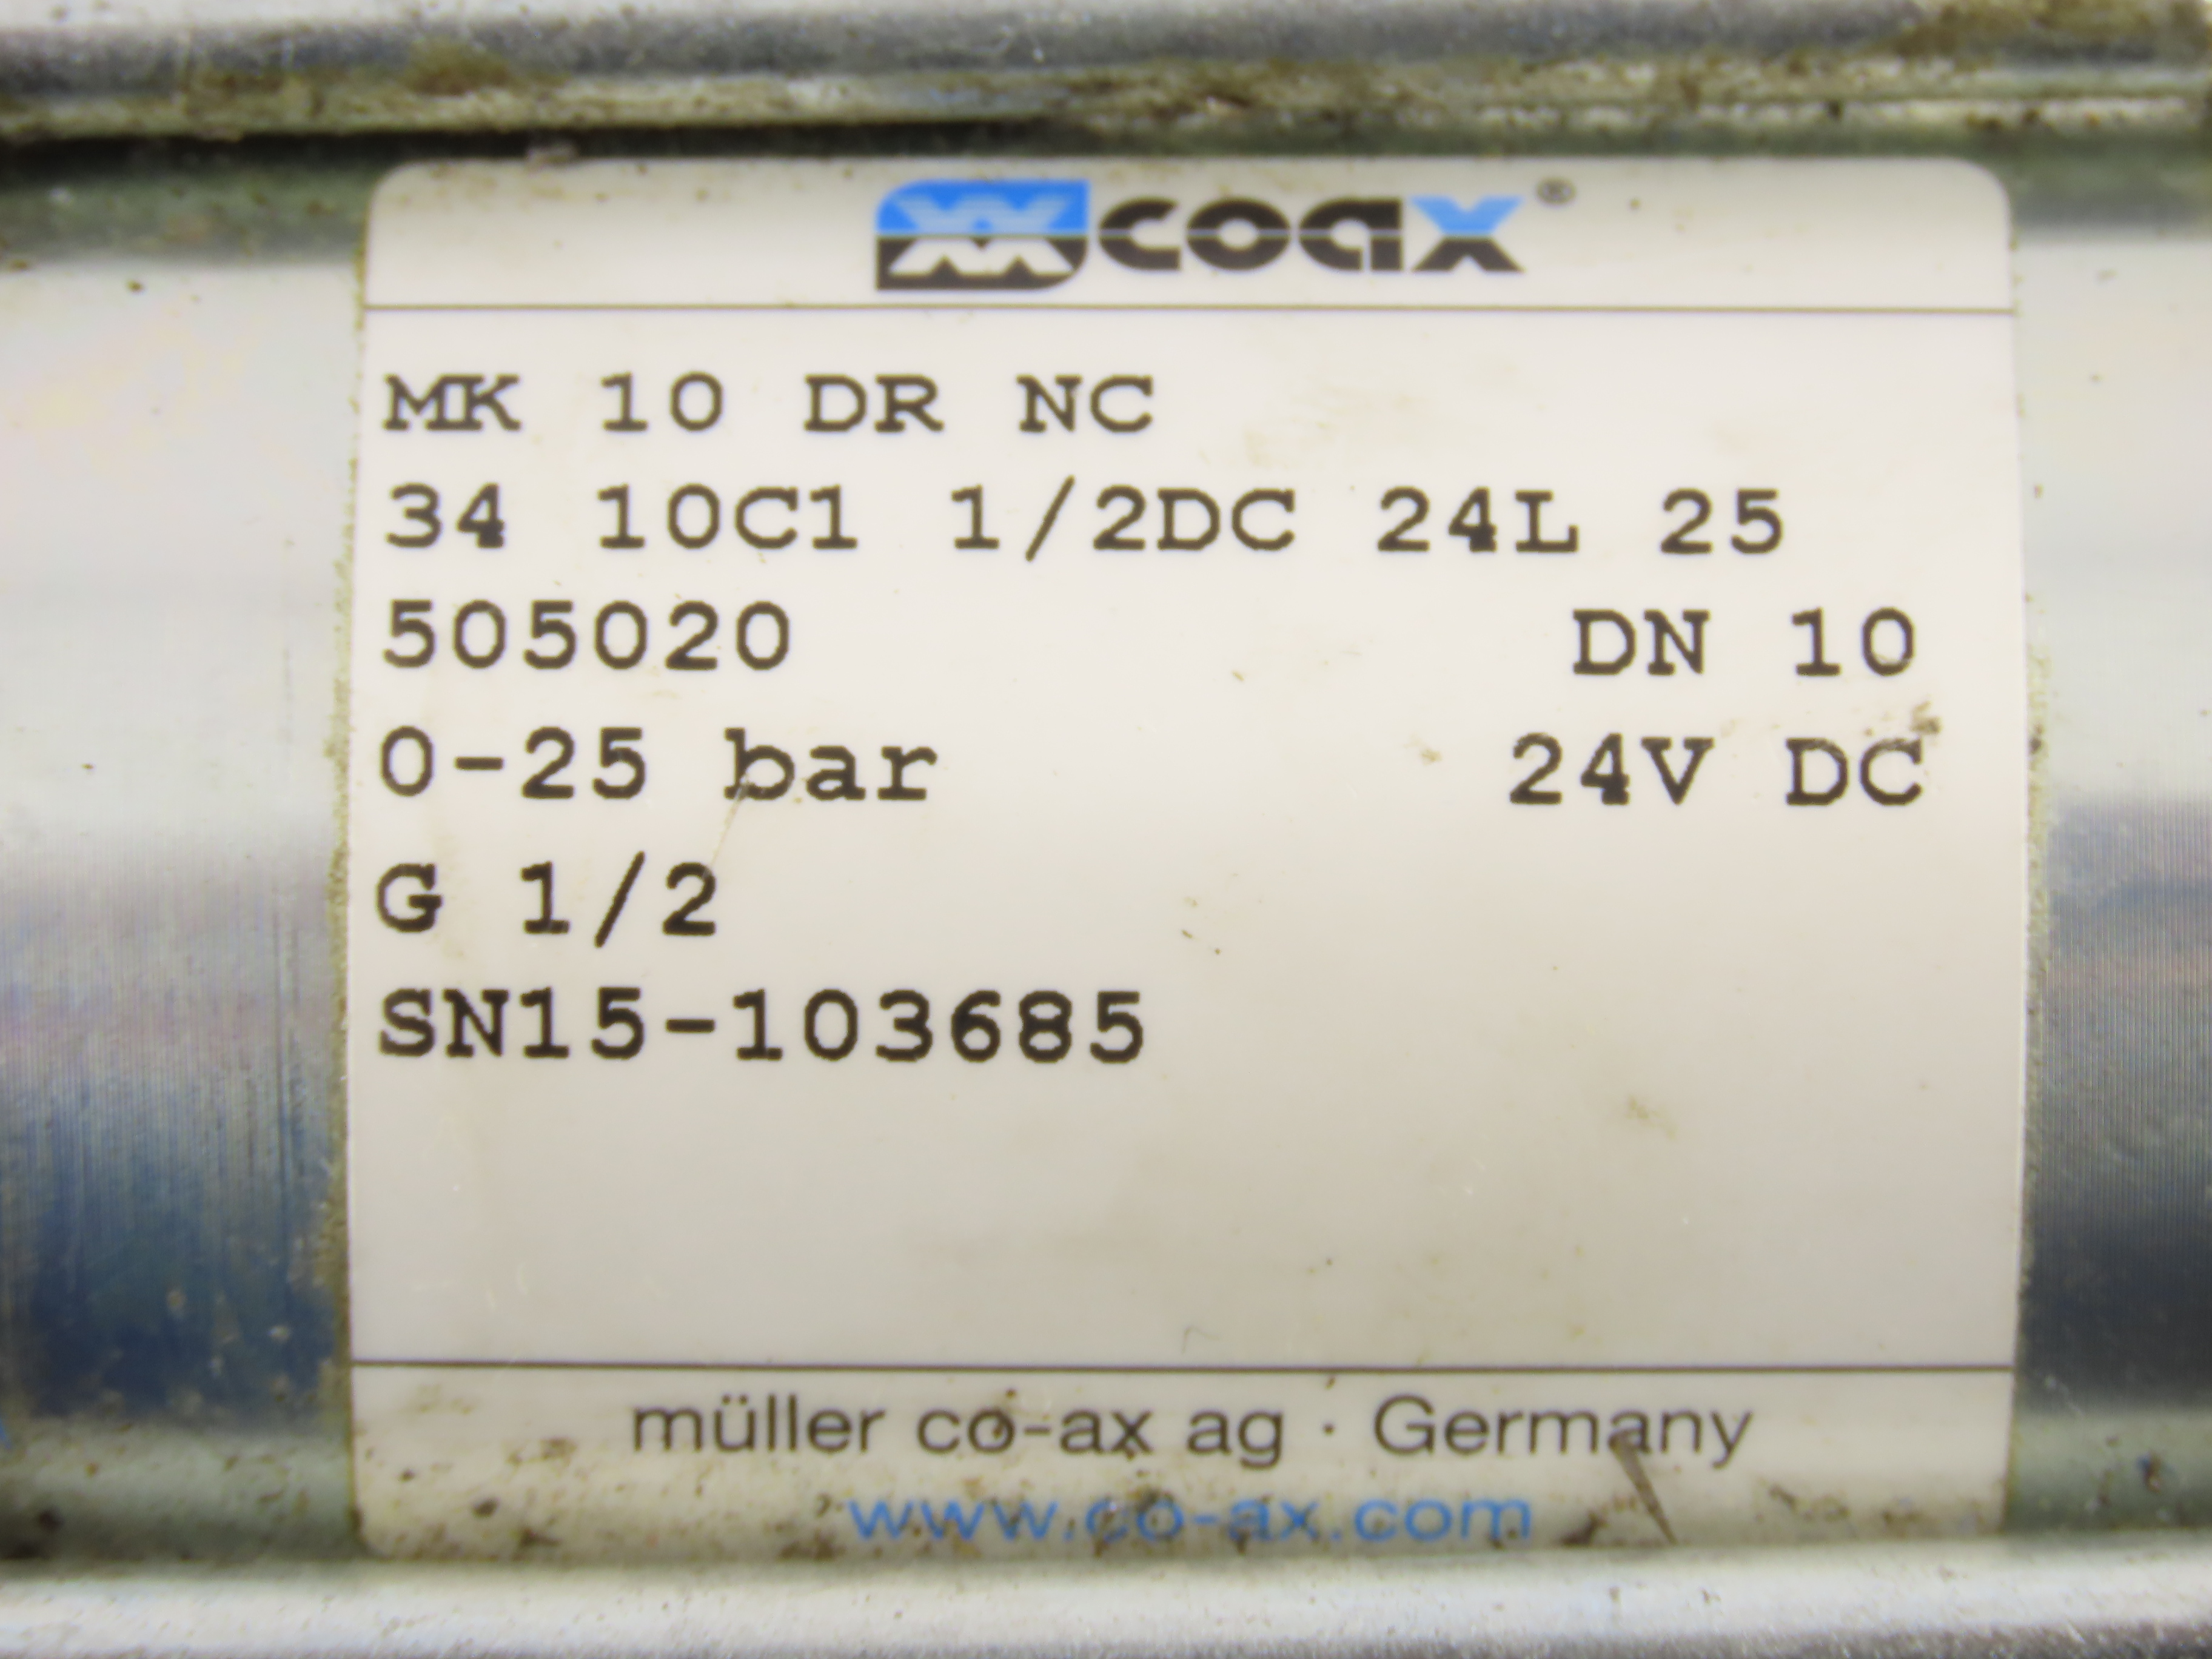 coax®
MK 10 DR NC
34 10C1 1/2DC 24L 25
505020 DN 10
0-25 bar 24V DC
G 1/2
SN15-103685
müller co-ax ag · Germany
www.co-ax.com